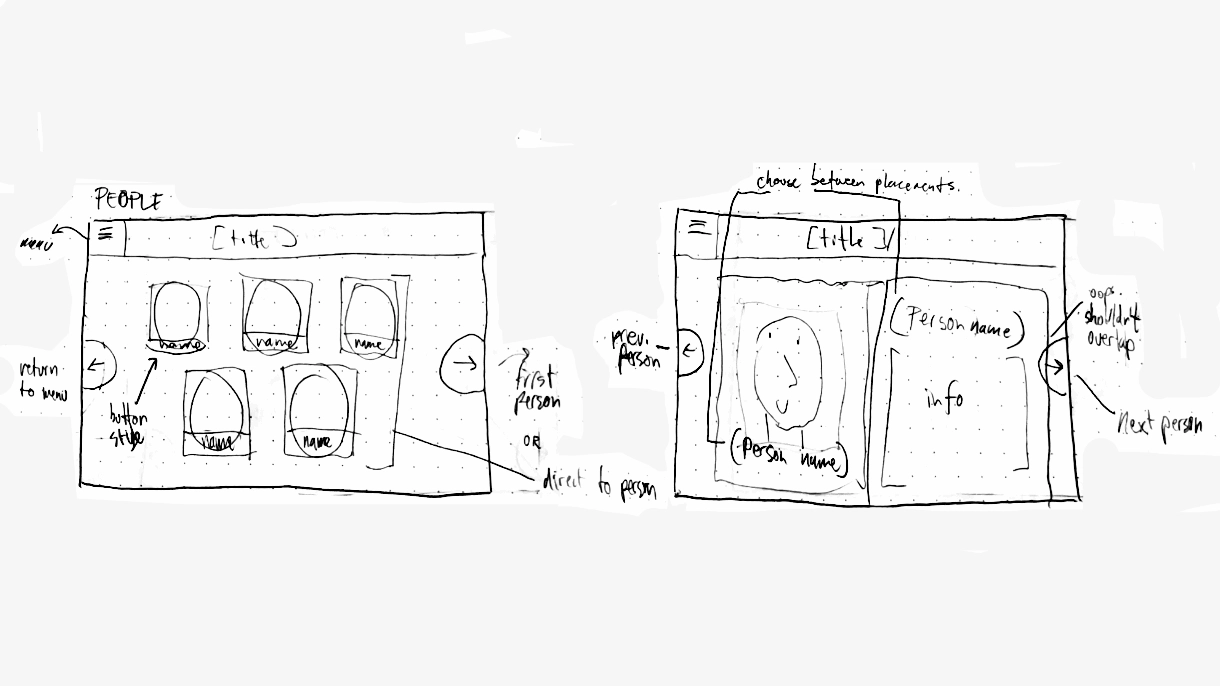 PEOPLE
menu
[title]
name
name
name
return
to menu
button
style
name
name
first
person
OR
direct to person
choose between placements.
[title]
prev.
person
(Person name)
info
(Person name)
oops.
shouldn't
overlap
Next person